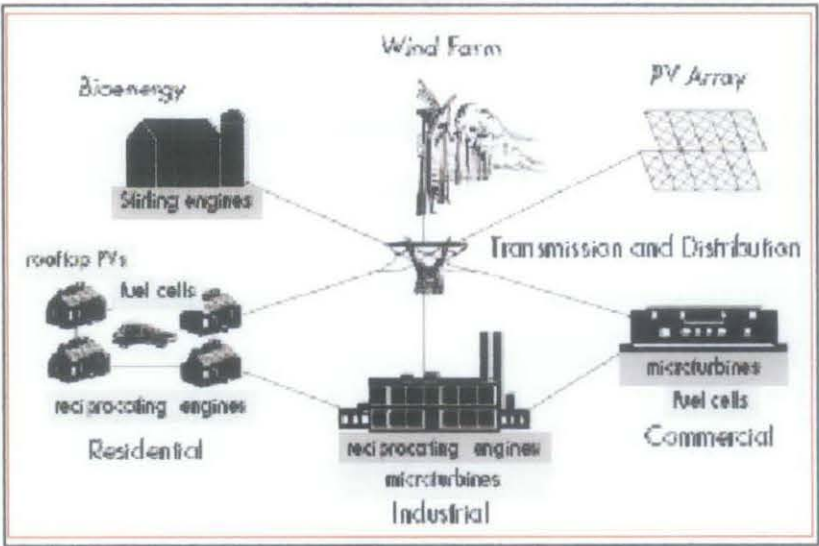 Wind Farm
Bioenergy
PV Array
Stirling engines
Transmission and Distribution
rooftop PVs
fuel cells
reciprocating engines
Residential
microturbines
fuel cells
Commercial
reciprocating engines
microturbines
Industrial